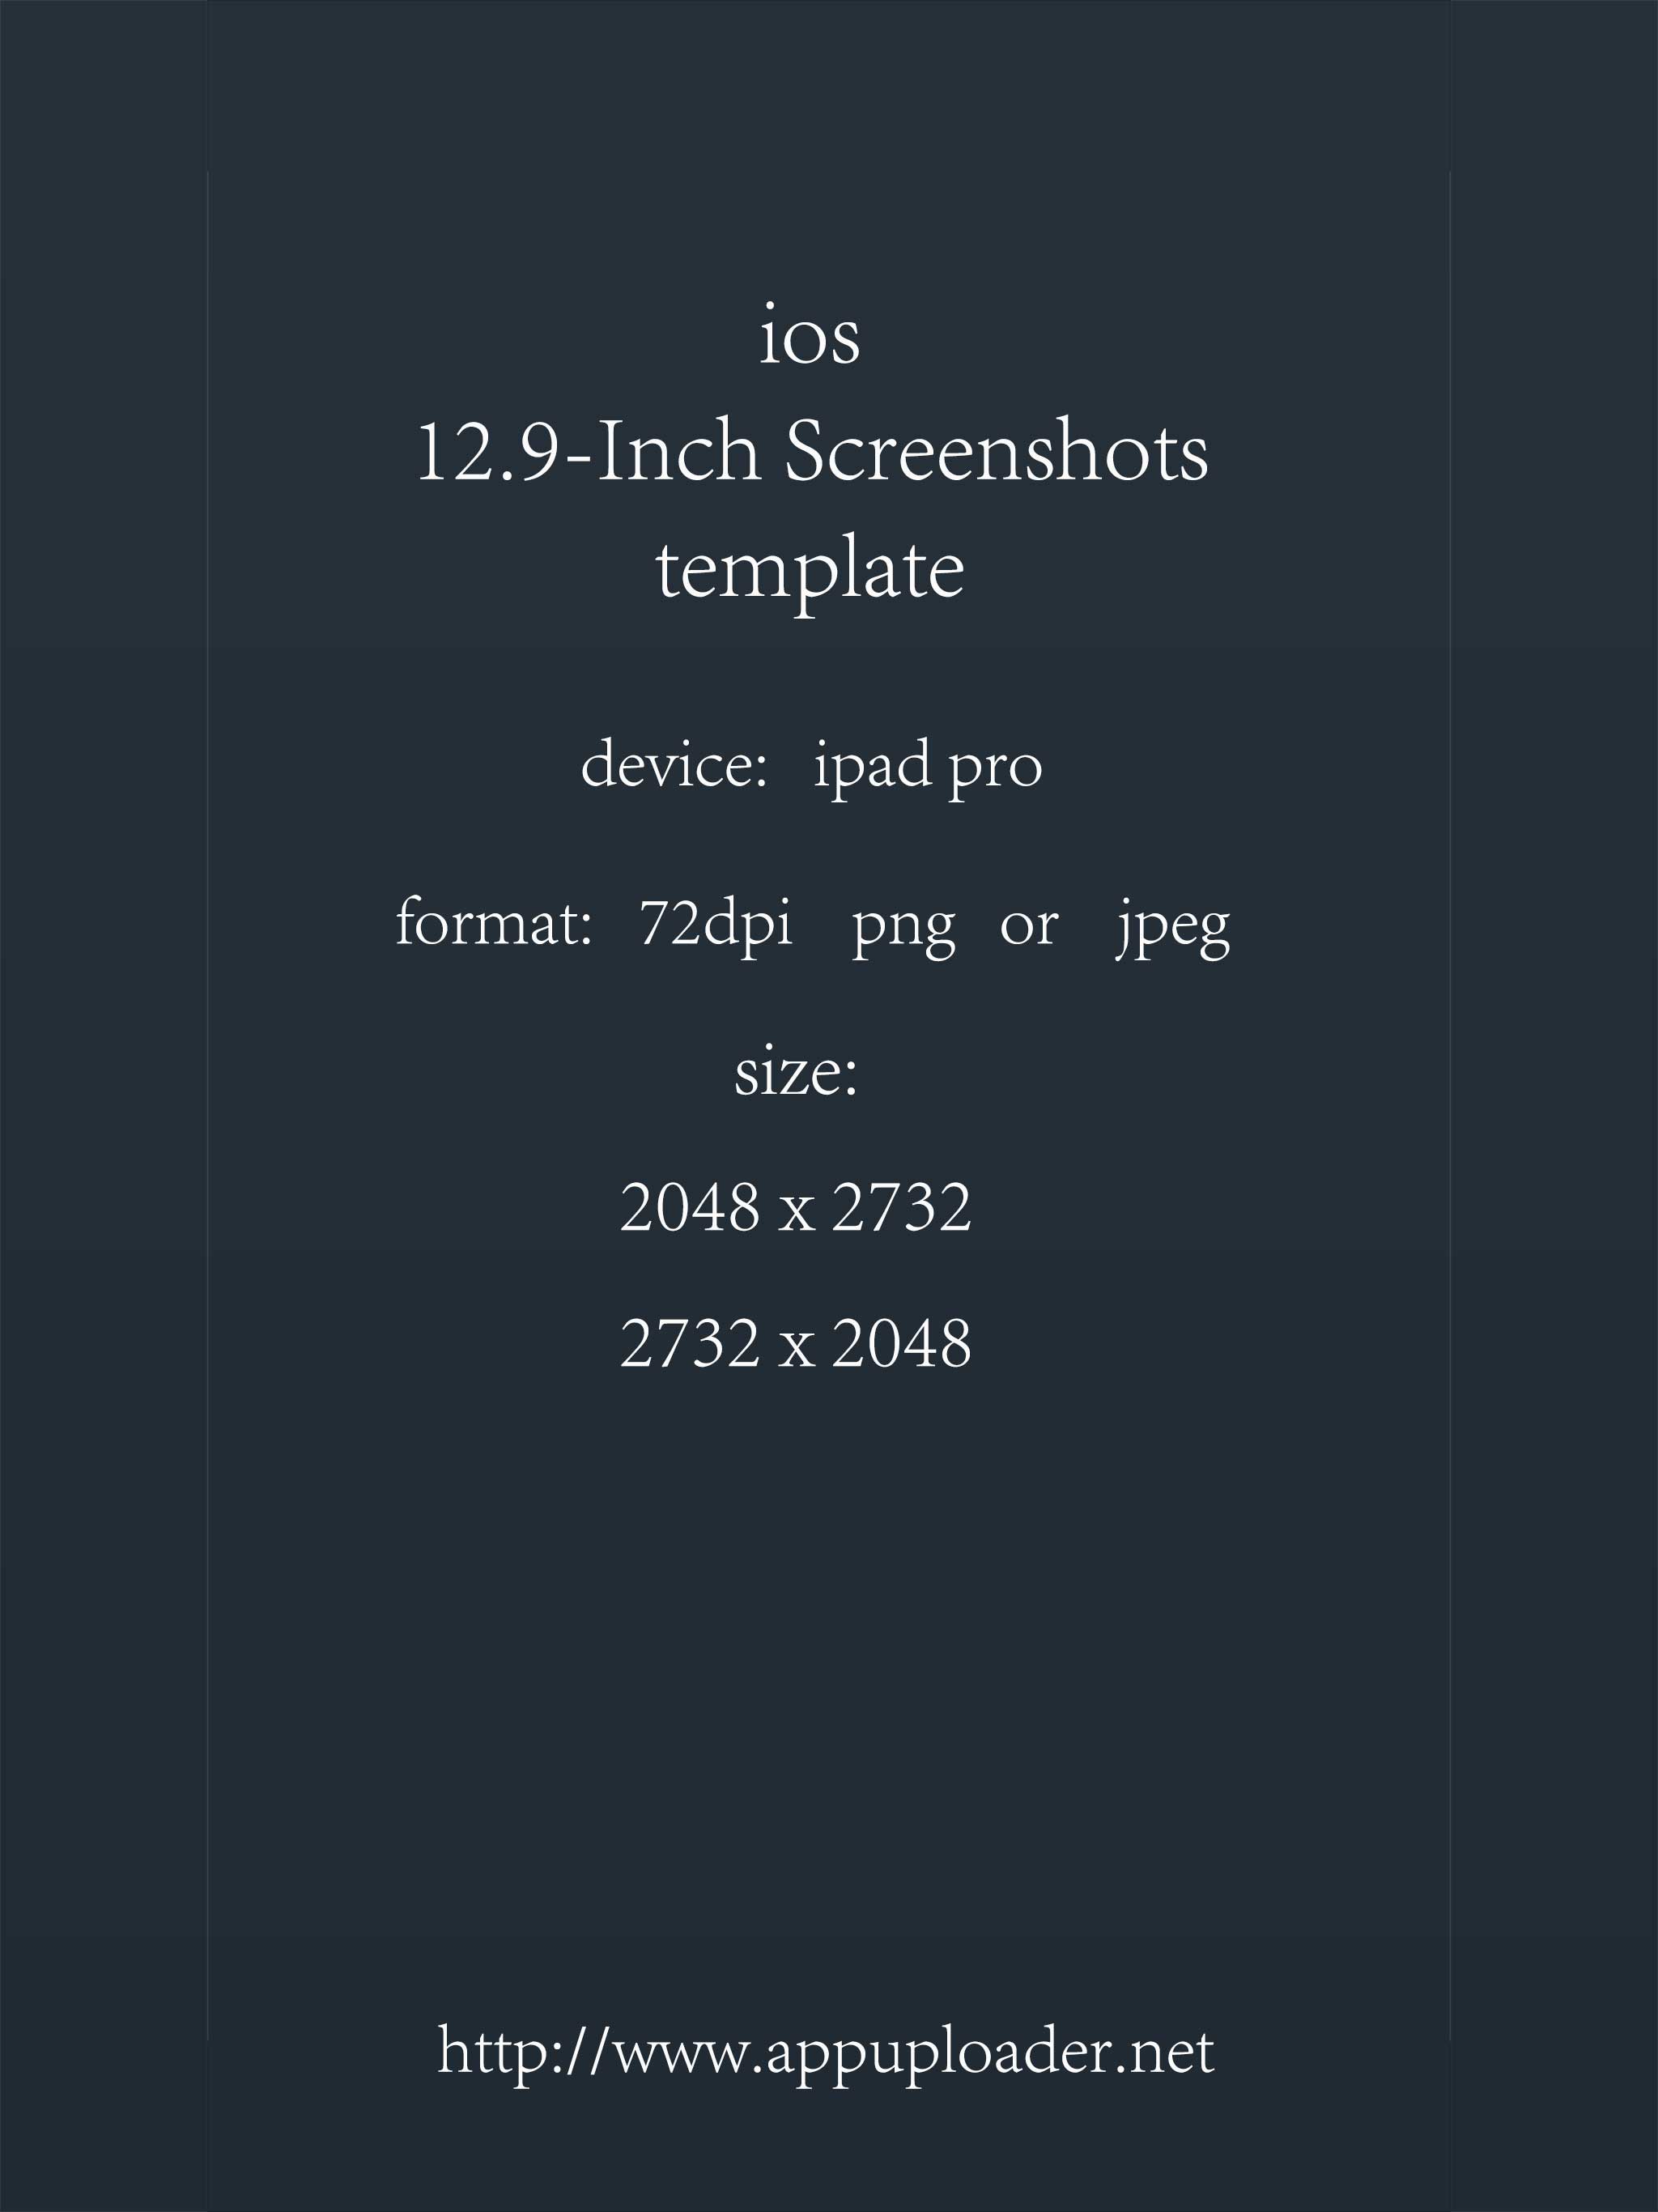 ios
12.9-Inch Screenshots
template
device: ipad pro
format: 72dpi png or jpeg
size:
2048 x 2732
2732 x 2048
http://www.appuploader.net